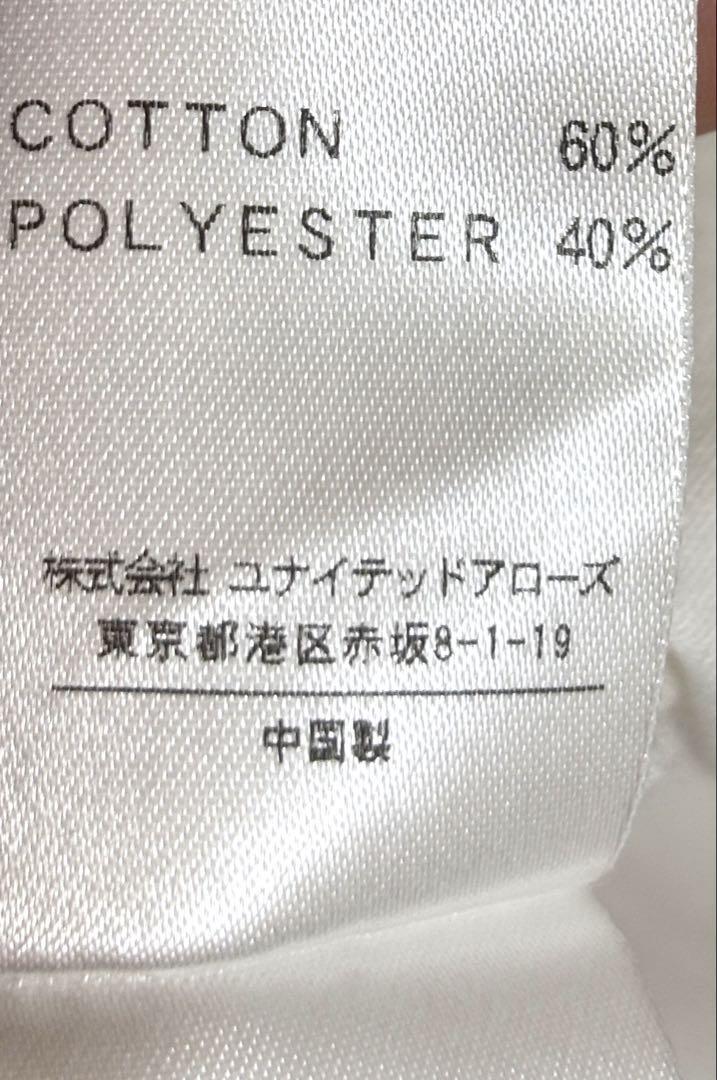 COTTON 60%
POLYESTER 40%
株式会社 ユナイテッドアローズ
東京都港区赤坂8-1-19
中国製